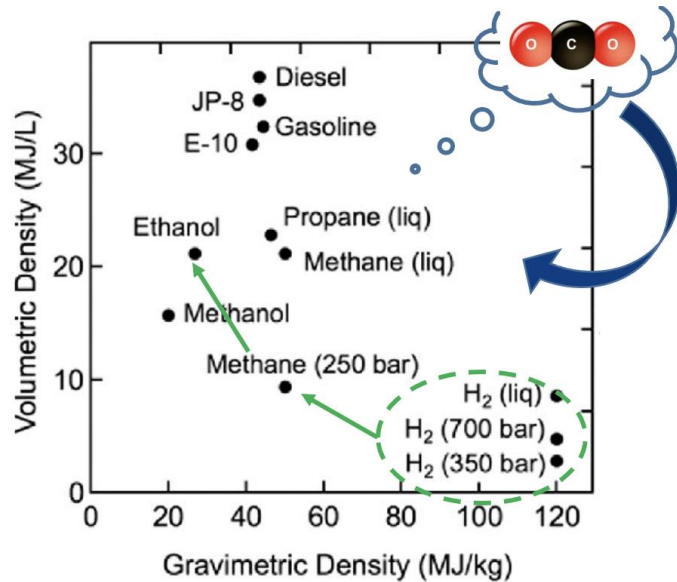 O C O
Diesel
JP-8
Gasoline
E-10
30
Propane (liq)
Ethanol
Methane (liq)
20
Methanol
Methane (250 bar)
10
H₂ (liq)
H₂ (700 bar)
H₂ (350 bar)
0
0 20 40 60 80 100 120
Volumetric Density (MJ/L)
Gravimetric Density (MJ/kg)